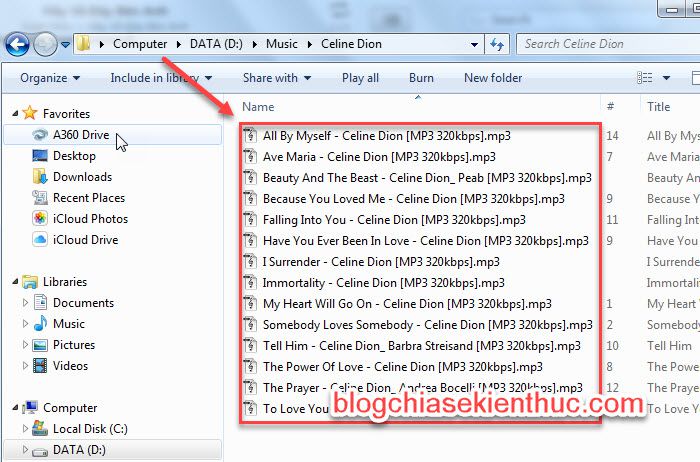 Computer DATA (D:) Music Celine Dion Search Celine Dion
Organize Include in library Share with Play all Burn New folder
Name # Title
Favorites
A360 Drive
Desktop
Downloads
Recent Places
iCloud Photos
iCloud Drive
Libraries
Documents
Music
Pictures
Videos
Computer
Local Disk (C:)
DATA (D:)
All By Myself - Celine Dion [MP3 320kbps].mp3 14 All By Myself
Ave Maria - Celine Dion [MP3 320kbps].mp3 7 Ave Maria
Beauty And The Beast - Celine Dion_ Peab [MP3 320kbps].mp3 Beauty And
Because You Loved Me - Celine Dion [MP3 320kbps].mp3 9 Because You
Falling Into You - Celine Dion [MP3 320kbps].mp3 11 Falling Into
Have You Ever Been In Love - Celine Dion [MP3 320kbps].mp3 9 Have You
I Surrender - Celine Dion [MP3 320kbps].mp3 I Surrender
Immortality - Celine Dion [MP3 320kbps].mp3 Immortality
My Heart Will Go On - Celine Dion [MP3 320kbps].mp3 1 My Heart
Somebody Loves Somebody - Celine Dion [MP3 320kbps].mp3 2 Somebody
Tell Him - Celine Dion_ Barbra Streisand [MP3 320kbps].mp3 10 Tell Him
The Power Of Love - Celine Dion [MP3 320kbps].mp3 8 The Power
The Prayer - Celine Dion_ Andrea Bocelli [MP3 320kbps].mp3 12 The Prayer
To Love You To Love You
blogchiasekienthuc.com